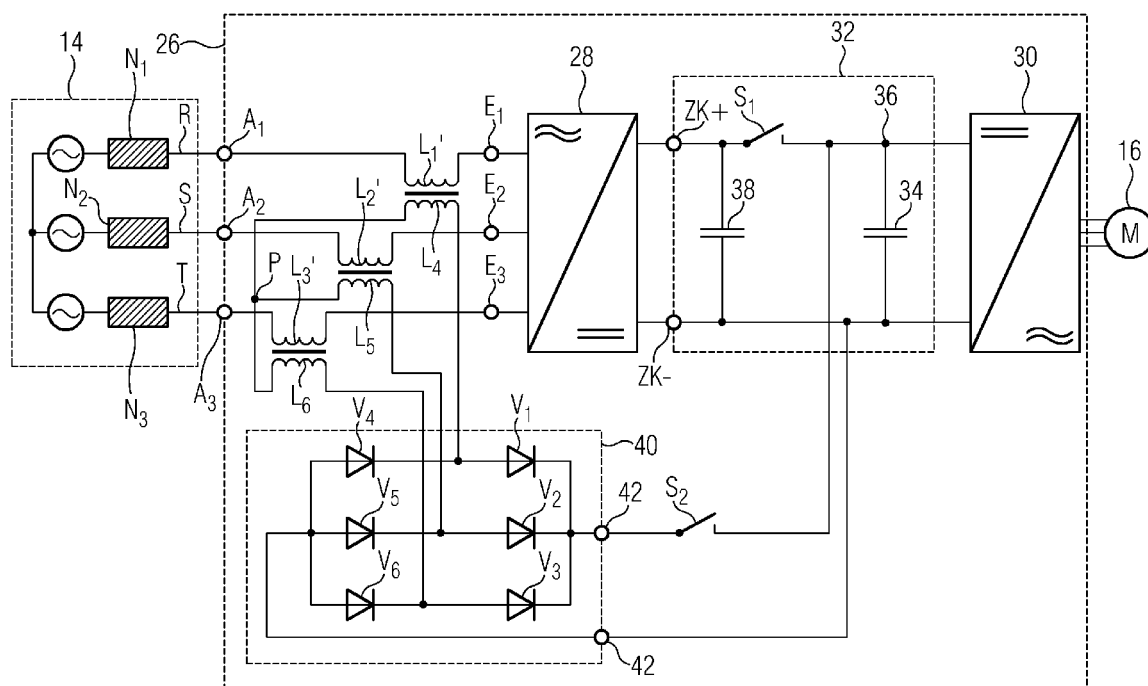 14
26
28
32
30
N₁
R
A₁
L₁'
E₁
ZK+
S₁
36
16
N₂
S
A₂
L₂'
E₂
38
34
M
P
L₃'
L₄
T
E₃
L₅
ZK-
N₃
A₃
L₆
V₄
V₁
40
V₅
V₂
42
S₂
V₆
V₃
42